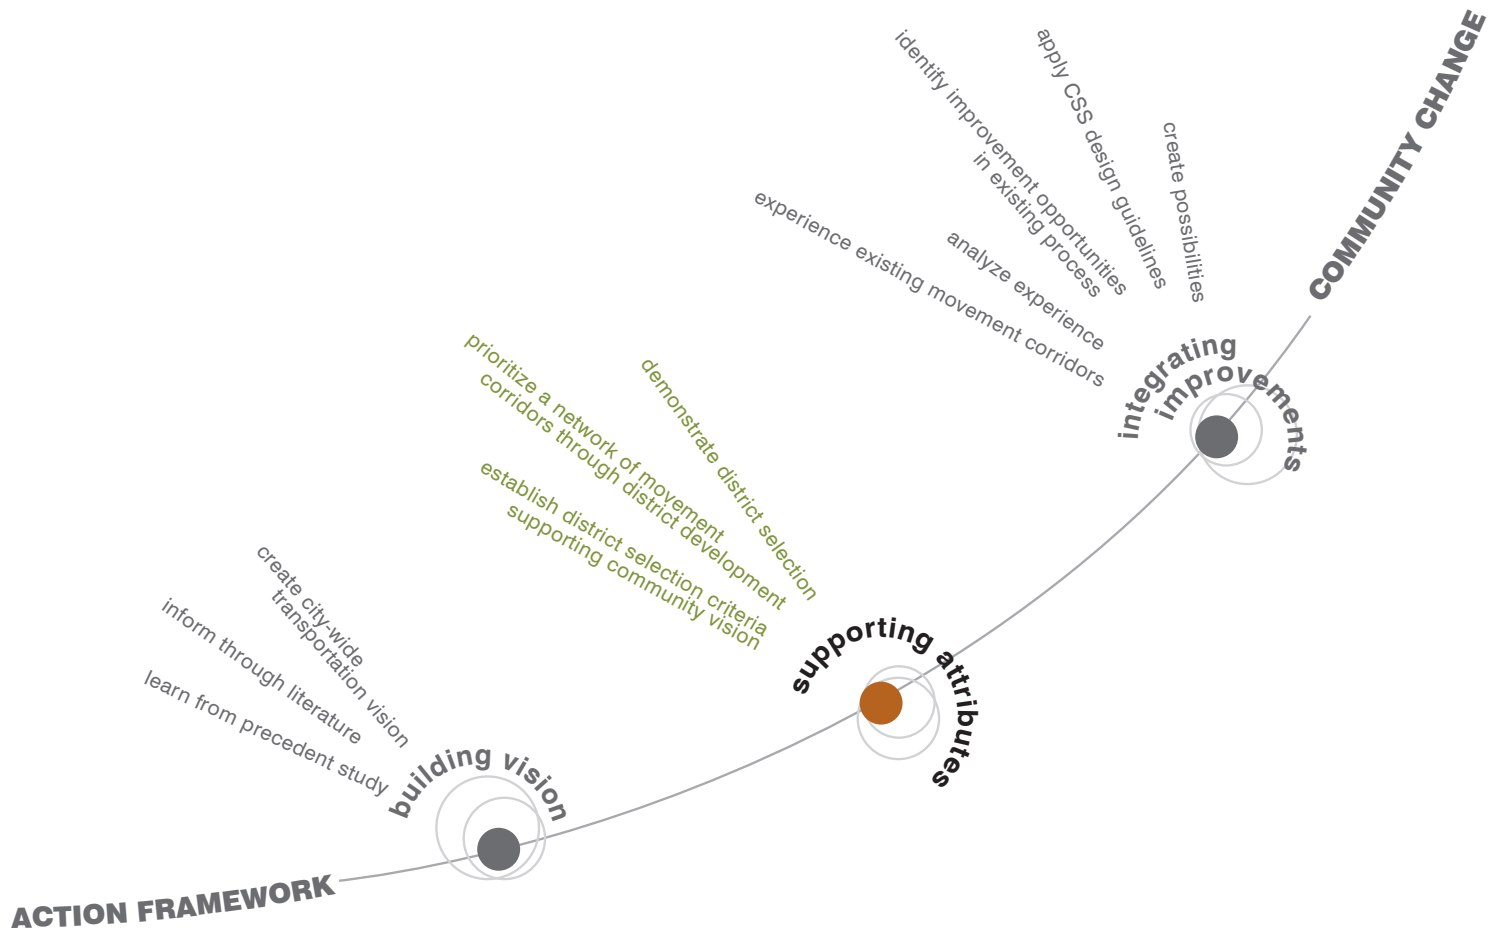 ACTION FRAMEWORK
learn from precedent study
inform through literature
create city-wide
transportation vision
building vision
establish district selection criteria
supporting community vision
prioritize a network of movement
corridors through district development
demonstrate district selection
supporting attributes
experience existing movement corridors
analyze experience
identify improvement opportunities
in existing process
apply CSS design guidelines
create possibilities
integrating
improvements
COMMUNITY CHANGE